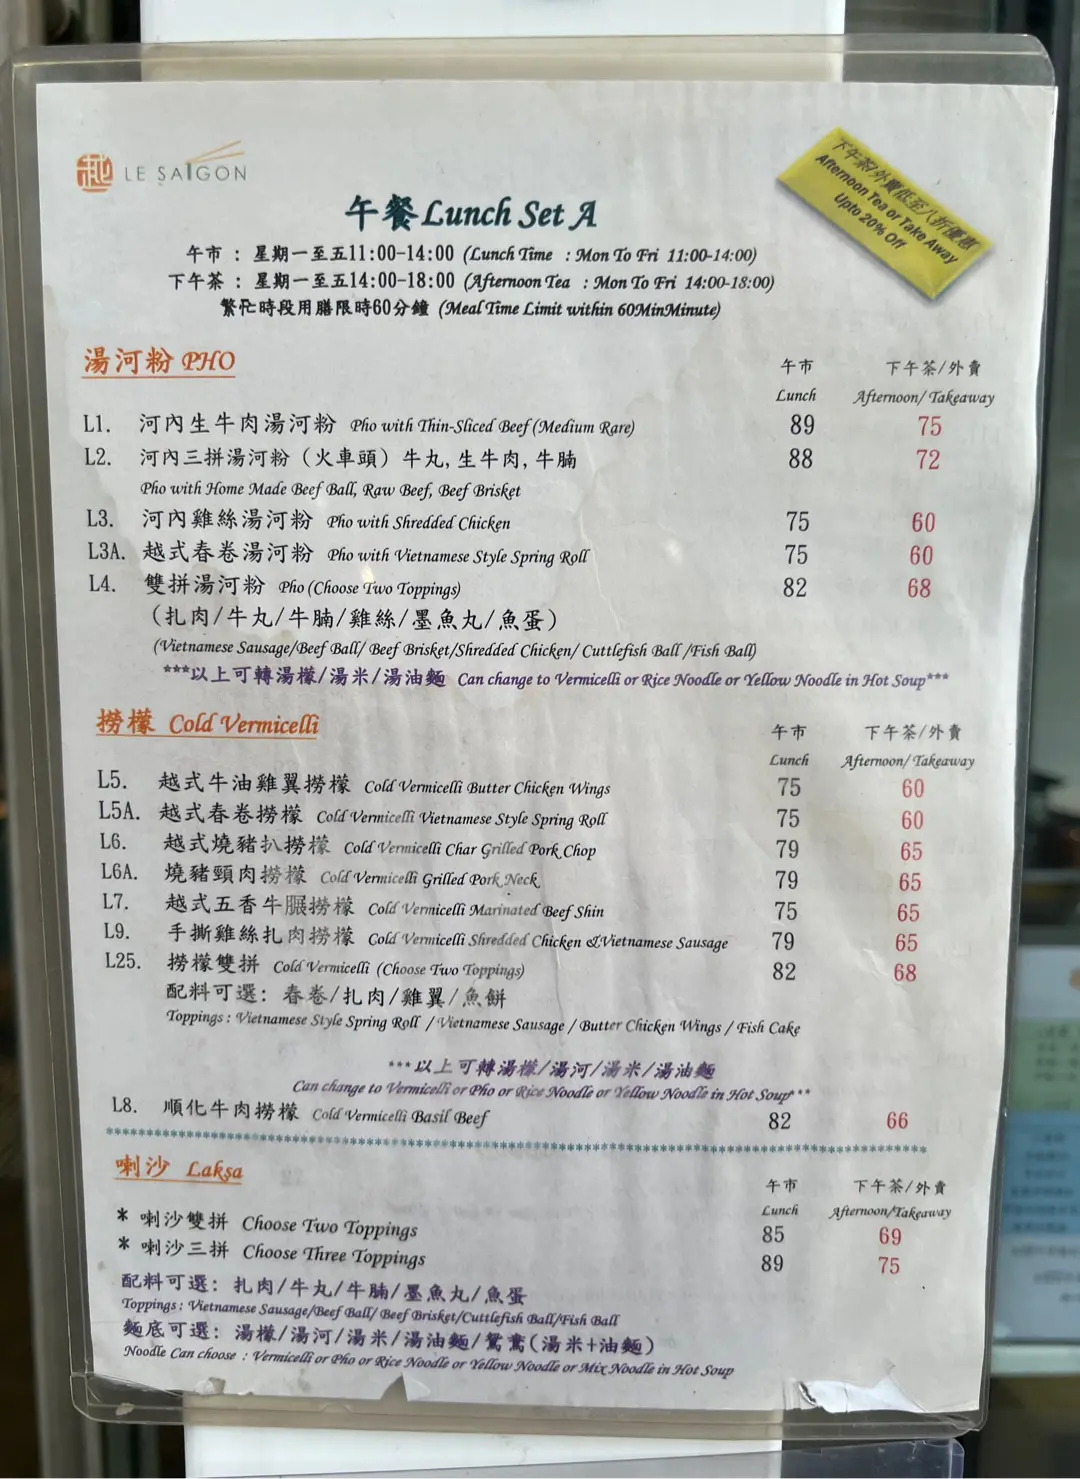 越 LE SAIGON
下午茶/外賣低至八折優惠
Afternoon Tea or Take Away
Upto 20% Off
午餐Lunch Set A
午市 : 星期一至五11:00-14:00 (Lunch Time : Mon To Fri 11:00-14:00)
下午茶 : 星期一至五14:00-18:00 (Afternoon Tea : Mon To Fri 14:00-18:00)
繁忙時段用膳限時60分鐘 (Meal Time Limit within 60MinMinute)
湯河粉 PHO
午市 下午茶/外賣
Lunch Afternoon/ Takeaway
L1. 河內生牛肉湯河粉 Pho with Thin-Sliced Beef (Medium Rare) 89 75
L2. 河內三拼湯河粉（火車頭）牛丸, 生牛肉, 牛腩 88 72
Pho with Home Made Beef Ball, Raw Beef, Beef Brisket
L3. 河內雞絲湯河粉 Pho with Shredded Chicken 75 60
L3A. 越式春卷湯河粉 Pho with Vietnamese Style Spring Roll 75 60
L4. 雙拼湯河粉 Pho (Choose Two Toppings) 82 68
（扎肉/牛丸/牛腩/雞絲/墨魚丸/魚蛋）
(Vietnamese Sausage/Beef Ball/ Beef Brisket/Shredded Chicken/ Cuttlefish Ball /Fish Ball)
***以上可轉湯檬/湯米/湯油麵 Can change to Vermicelli or Rice Noodle or Yellow Noodle in Hot Soup***
撈檬 Cold Vermicelli
午市 下午茶/外賣
Lunch Afternoon/ Takeaway
L5. 越式牛油雞翼撈檬 Cold Vermicelli Butter Chicken Wings 75 60
L5A. 越式春卷撈檬 Cold Vermicelli Vietnamese Style Spring Roll 75 60
L6. 越式燒豬扒撈檬 Cold Vermicelli Char Grilled Pork Chop 79 65
L6A. 燒豬頸肉撈檬 Cold Vermicelli Grilled Pork Neck 79 65
L7. 越式五香牛𦟌撈檬 Cold Vermicelli Marinated Beef Shin 75 65
L9. 手撕雞絲扎肉撈檬 Cold Vermicelli Shredded Chicken &Vietnamese Sausage 79 65
L25. 撈檬雙拼 Cold Vermicelli (Choose Two Toppings) 82 68
配料可選: 春卷/扎肉/雞翼/魚餅
Toppings : Vietnamese Style Spring Roll / Vietnamese Sausage / Butter Chicken Wings / Fish Cake
***以上可轉湯檬/湯河/湯米/湯油麵
Can change to Vermicelli or Pho or Rice Noodle or Yellow Noodle in Hot Soup***
L8. 順化牛肉撈檬 Cold Vermicelli Basil Beef 82 66
喇沙 Laksa
午市 下午茶/外賣
Lunch Afternoon/Takeaway
* 喇沙雙拼 Choose Two Toppings 85 69
* 喇沙三拼 Choose Three Toppings 89 75
配料可選: 扎肉/牛丸/牛腩/墨魚丸/魚蛋
Toppings : Vietnamese Sausage/Beef Ball/ Beef Brisket/Cuttlefish Ball/Fish Ball
麵底可選: 湯檬/湯河/湯米/湯油麵/鴛鴦(湯米+油麵)
Noodle Can choose : Vermicelli or Pho or Rice Noodle or Yellow Noodle or Mix Noodle in Hot Soup